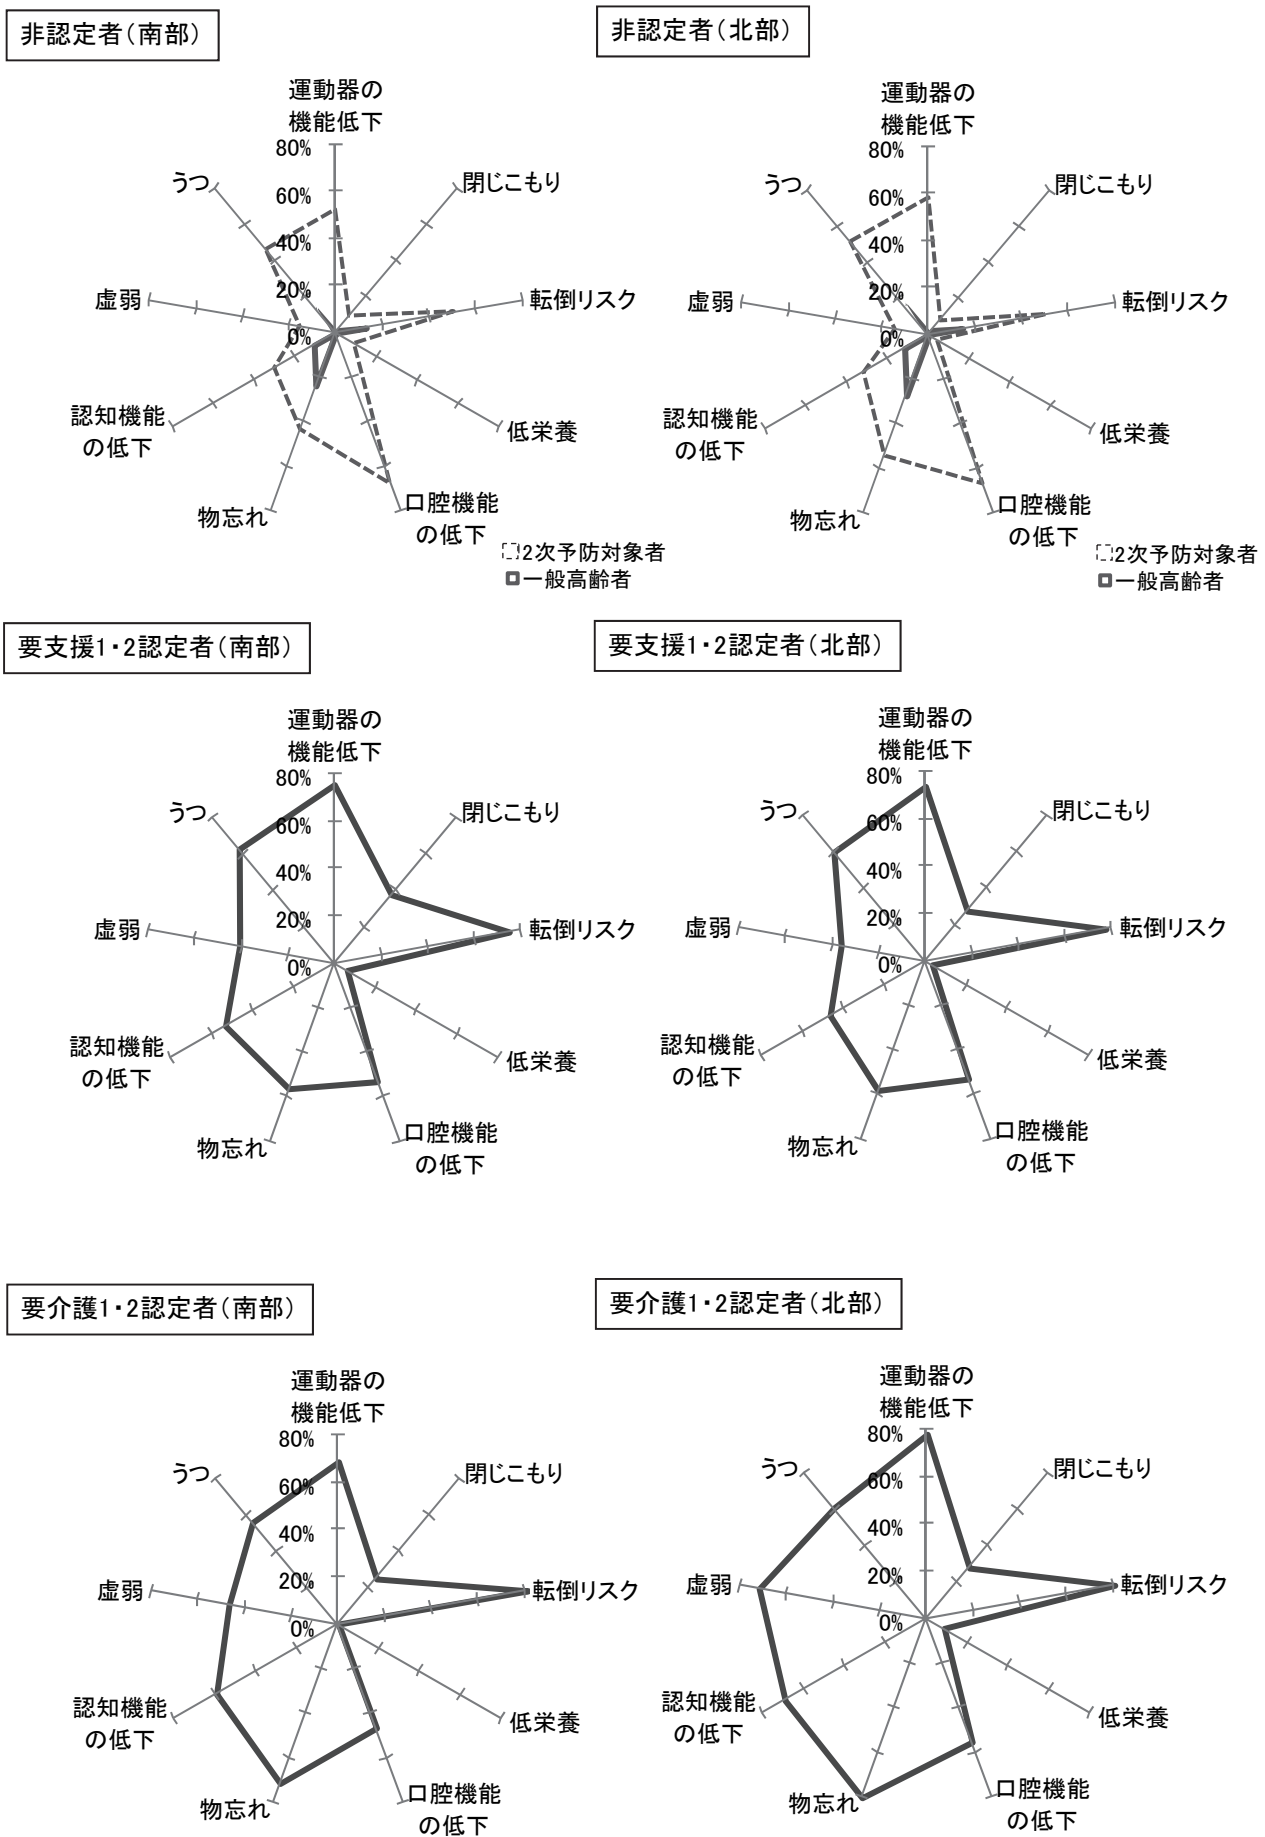 非認定者（南部）
運動器の
機能低下
80%
60%
40%
20%
0%
閉じこもり
転倒リスク
低栄養
口腔機能
の低下
物忘れ
認知機能
の低下
虚弱
うつ
2次予防対象者
一般高齢者
非認定者（北部）
運動器の
機能低下
80%
60%
40%
20%
0%
閉じこもり
転倒リスク
低栄養
口腔機能
の低下
物忘れ
認知機能
の低下
虚弱
うつ
2次予防対象者
一般高齢者
要支援1・2認定者（南部）
運動器の
機能低下
80%
60%
40%
20%
0%
閉じこもり
転倒リスク
低栄養
口腔機能
の低下
物忘れ
認知機能
の低下
虚弱
うつ
要支援1・2認定者（北部）
運動器の
機能低下
80%
60%
40%
20%
0%
閉じこもり
転倒リスク
低栄養
口腔機能
の低下
物忘れ
認知機能
の低下
虚弱
うつ
要介護1・2認定者（南部）
運動器の
機能低下
80%
60%
40%
20%
0%
閉じこもり
転倒リスク
低栄養
口腔機能
の低下
物忘れ
認知機能
の低下
虚弱
うつ
要介護1・2認定者（北部）
運動器の
機能低下
80%
60%
40%
20%
0%
閉じこもり
転倒リスク
低栄養
口腔機能
の低下
物忘れ
認知機能
の低下
虚弱
うつ